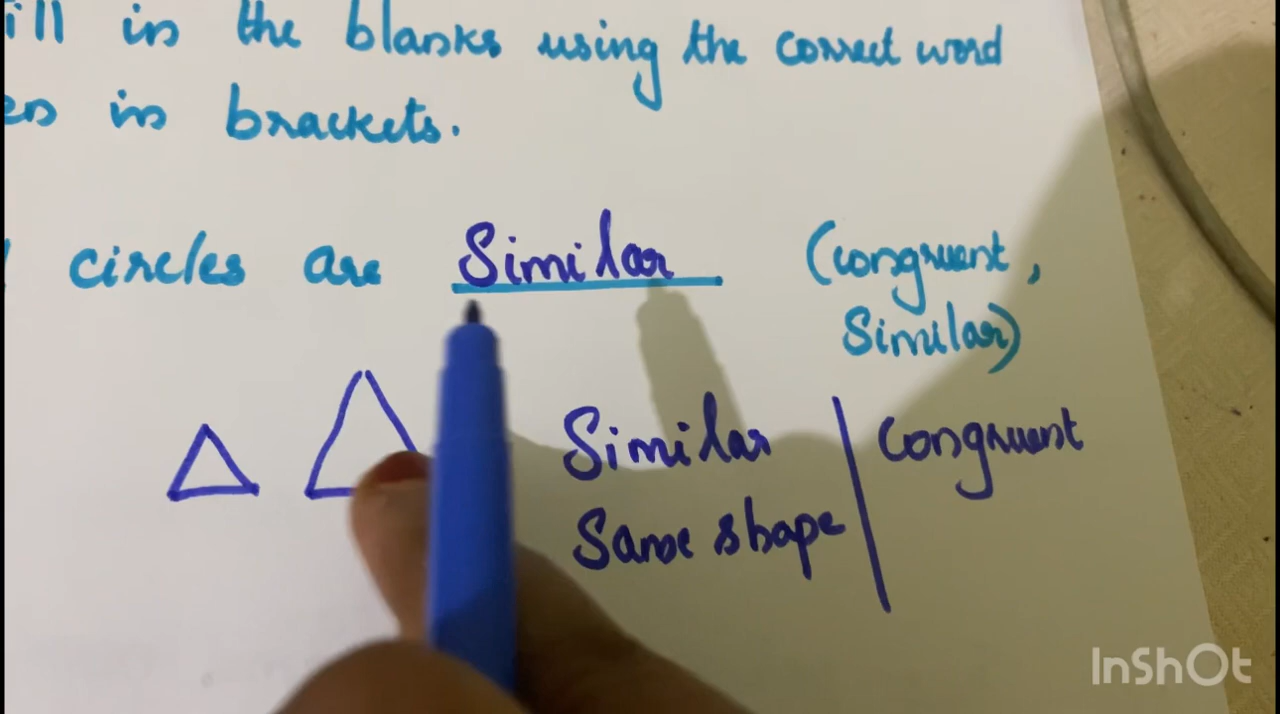 ill in the blanks using the correct word
en in brackets.
circles are Similar (congruent,
Similar)
Similar congruent
Same shape
InShOt